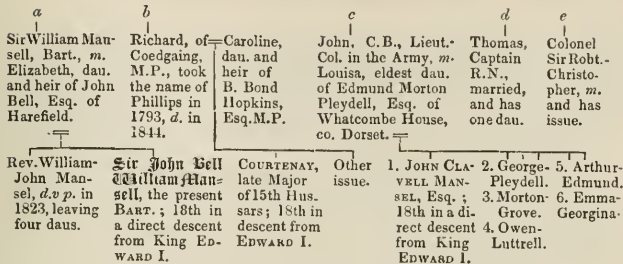 a
Sir William Man-
sell, Bart., m.
Elizabeth, dau.
and heir of John
Bell, Esq. of
Harefield.
b
Richard, of
Coedgaing,
M.P., took
the name of
Phillips in
1793, d. in
1844.
Caroline,
dau. and
heir of
B. Bond
Hopkins,
Esq. M.P.
c
John, C.B., Lieut.-
Col. in the Army, m.
Louisa, eldest dau.
of Edmund Morton
Pleydell, Esq. of
Whatcombe House,
co. Dorset.
d
Thomas,
Captain
R.N.,
married,
and has
one dau.
e
Colonel
Sir Robt.-
Christo-
pher, m.
and has
issue.
Rev. William-
John Man-
sel, d.v p. in
1823, leaving
four daus.
Sir John Bell
William Man-
sell, the present
BART.; 18th in
a direct descent
from King ED-
WARD I.
COURTENAY,
late Major
of 15th Hus-
sars; 18th in
descent from
EDWARD I.
Other
issue.
1. JOHN CLA-
VELL MAN-
SEL, Esq.;
18th in a di-
rect descent
from King
EDWARD I.
2. George-
Pleydell.
3. Morton-
Grove.
4. Owen-
Luttrell.
5. Arthur-
Edmund.
6. Emma-
Georgina.